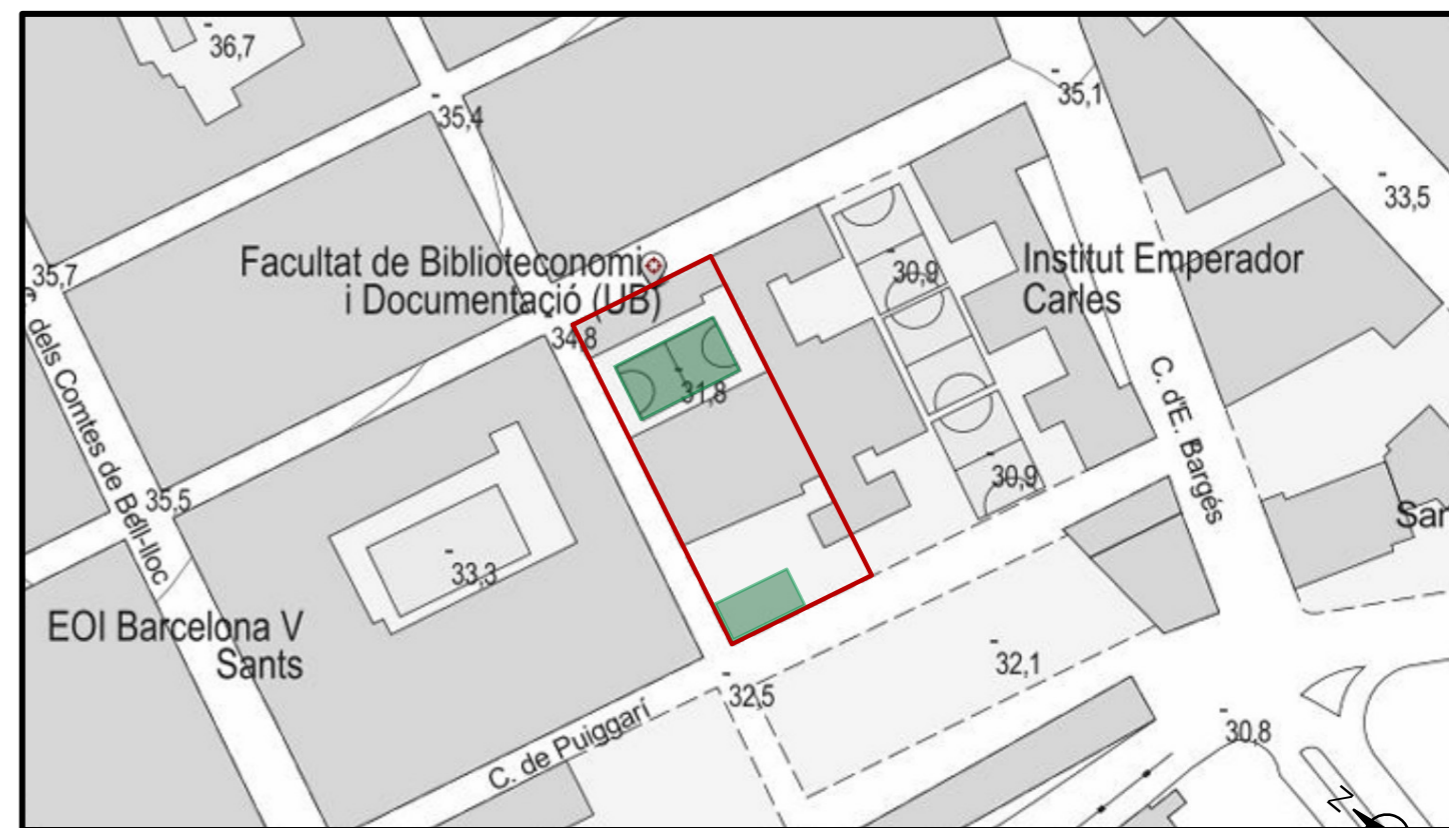 36,7
35,4
35,1
33,5
Facultat de Biblioteconomi
i Documentació (UB)
30,9
Institut Emperador
Carles
35,7
34,8
31,8
dels Comtes de Bell-lloc
C. d'E. Bargés
30,9
35,5
33,3
Sar
EOI Barcelona V
Sants
32,1
32,5
C. de Puiggarí
30,8
N